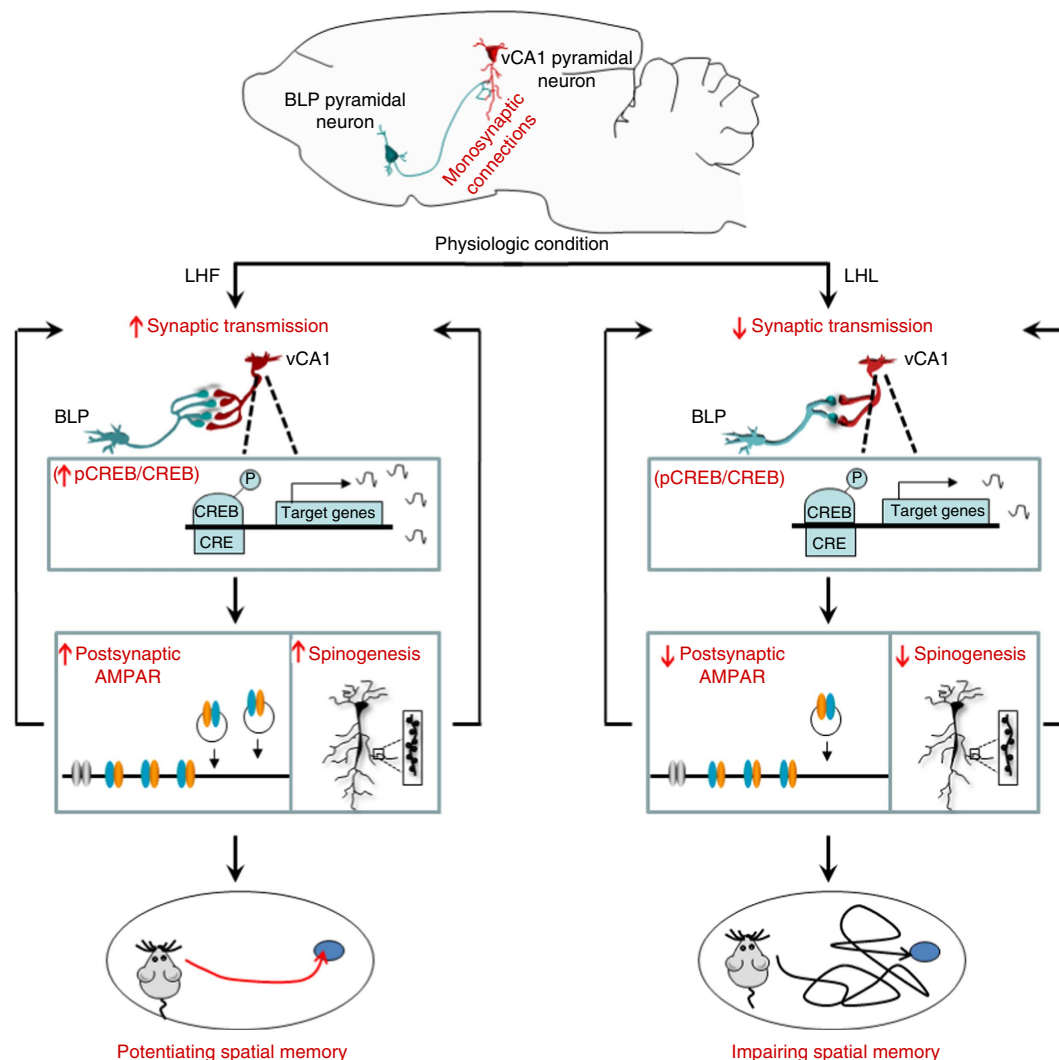 vCA1 pyramidal
neuron
BLP pyramidal
neuron
Monosynaptic
connections
Physiologic condition
LHF
LHL
↑ Synaptic transmission
vCA1
BLP
(↑ pCREB/CREB)
P
CREB
Target genes
CRE
↑ Postsynaptic
AMPAR
↑ Spinogenesis
Potentiating spatial memory
↓ Synaptic transmission
vCA1
BLP
(pCREB/CREB)
P
CREB
Target genes
CRE
↓ Postsynaptic
AMPAR
↓ Spinogenesis
Impairing spatial memory